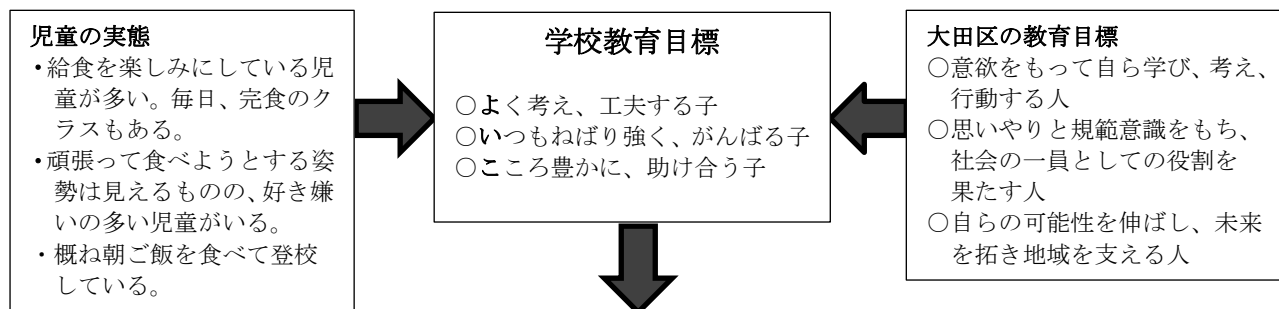 児童の実態
・給食を楽しみにしている児
童が多い。毎日、完食のク
ラスもある。
・頑張って食べようとする姿
勢は見えるものの、好き嫌
いの多い児童がいる。
・概ね朝ご飯を食べて登校
している。
学校教育目標
○よく考え、工夫する子
○いつもねばり強く、がんばる子
○こころ豊かに、助け合う子
大田区の教育目標
○意欲をもって自ら学び、考え、
行動する人
○思いやりと規範意識をもち、
社会の一員としての役割を
果たす人
○自らの可能性を伸ばし、未来
を拓き地域を支える人